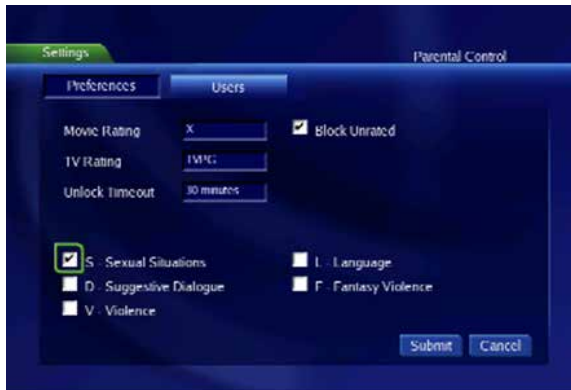 Settings
Parental Control
Preferences Users
Movie Rating X Block Unrated
TV Rating TVPG
Unlock Timeout 30 minutes
S - Sexual Situations L - Language
D - Suggestive Dialogue F - Fantasy Violence
V - Violence
Submit Cancel